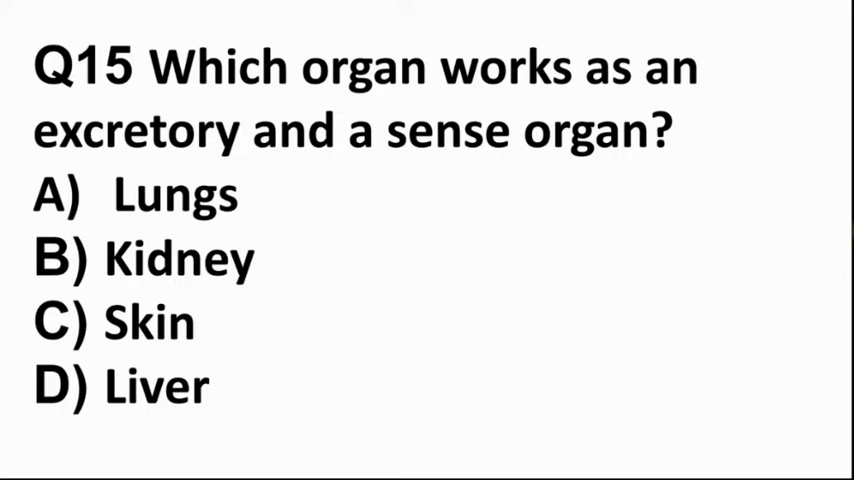 Q15 Which organ works as an
excretory and a sense organ?
A) Lungs
B) Kidney
C) Skin
D) Liver